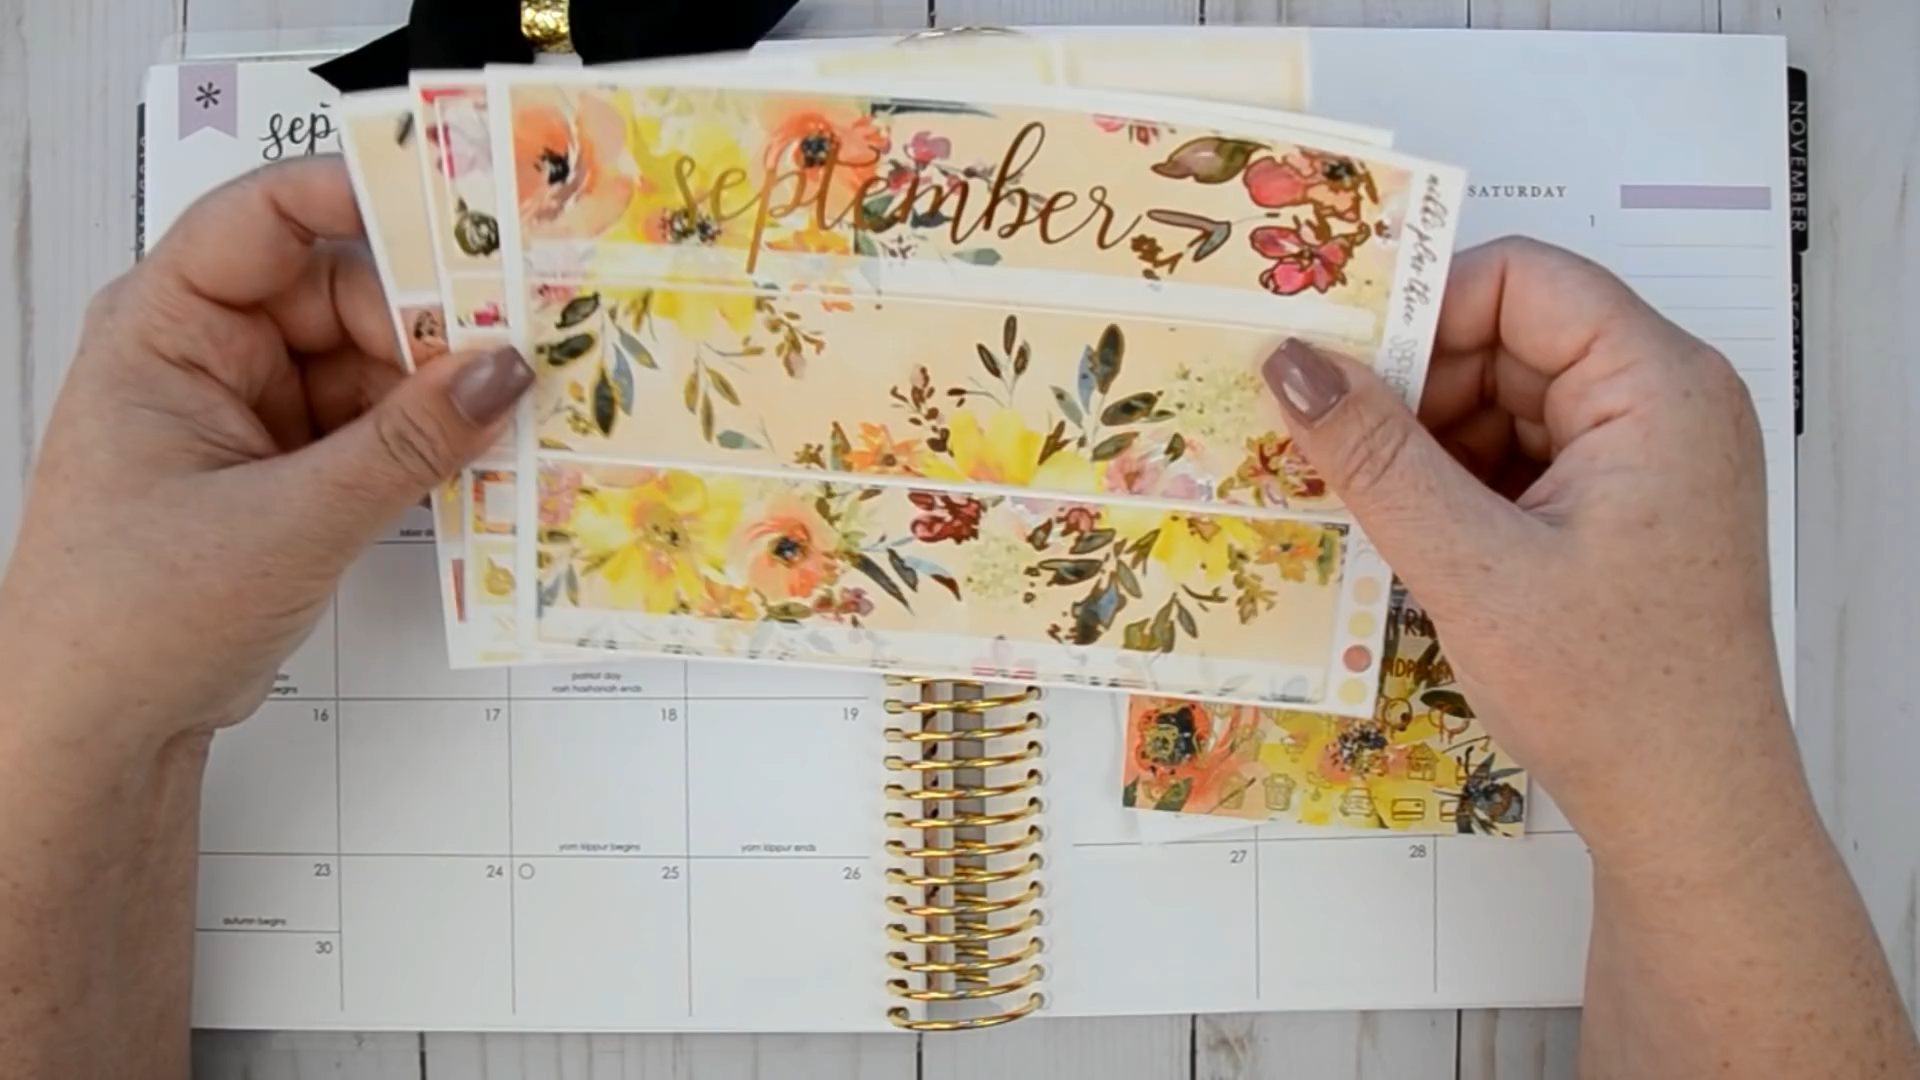 *
sep
september
SATURDAY
1
NOVEMBER
DECEMBER
patriot day
rosh hashanah ends
16
17
18
19
yom kippur begins
yom kippur ends
23
24
25
26
27
28
autumn begins
30